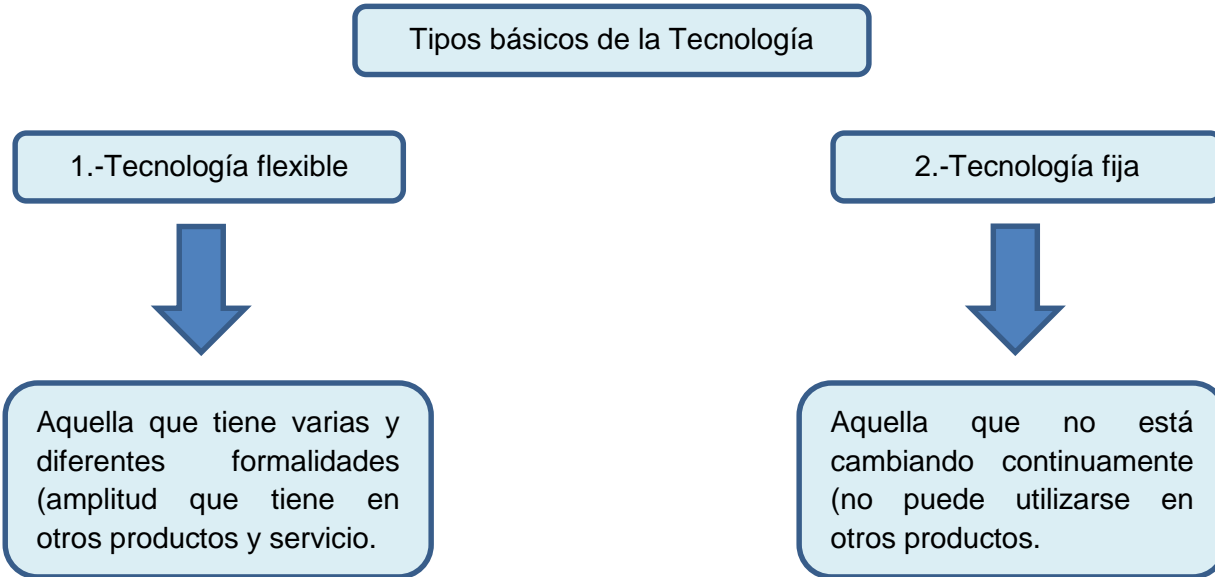 Tipos básicos de la Tecnología
1.-Tecnología flexible
2.-Tecnología fija
Aquella que tiene varias y
diferentes formalidades
(amplitud que tiene en
otros productos y servicio.
Aquella que no está
cambiando continuamente
(no puede utilizarse en
otros productos.